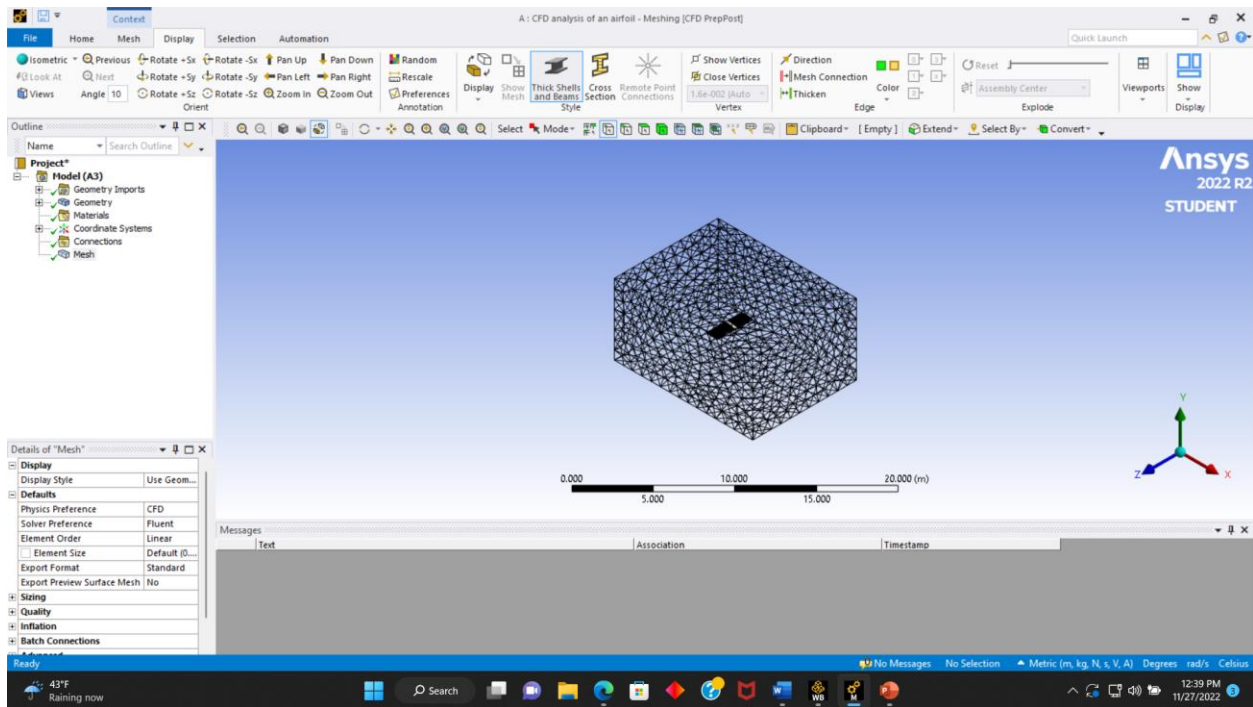 Context
A : CFD analysis of an airfoil - Meshing [CFD PrepPost]
File Home Mesh Display Selection Automation
Quick Launch
Isometric Previous Rotate +Sx Rotate -Sx Pan Up Pan Down Random Show Vertices Direction Reset
Look At Next Rotate +Sy Rotate -Sy Pan Left Pan Right Rescale Display Show Mesh Thick Shells and Beams Cross Section Remote Point Connections Close Vertices Mesh Connection Color Assembly Center Viewports Show Display
Views Angle 10 Rotate +Sz Rotate -Sz Zoom In Zoom Out Preferences 1.6e-002 (Auto Thicken
Orient Annotation Style Vertex Edge Explode Display
Outline
Select Mode Clipboard [Empty] Extend Select By Convert
Name Search Outline
Project*
Model (A3)
Geometry Imports
Geometry
Materials
Coordinate Systems
Connections
Mesh
Ansys
2022 R2
STUDENT
Y
Z X
0.000 10.000 20.000 (m)
5.000 15.000
Details of "Mesh"
Display
Display Style Use Geom...
Defaults
Physics Preference CFD
Solver Preference Fluent
Element Order Linear
Element Size Default (0....
Export Format Standard
Export Preview Surface Mesh No
Sizing
Quality
Inflation
Batch Connections
Messages
Text Association Timestamp
Ready
No Messages No Selection Metric (m, kg, N, s, V, A) Degrees rad/s Celsius
43°F
Raining now
Search
12:39 PM
11/27/2022
3